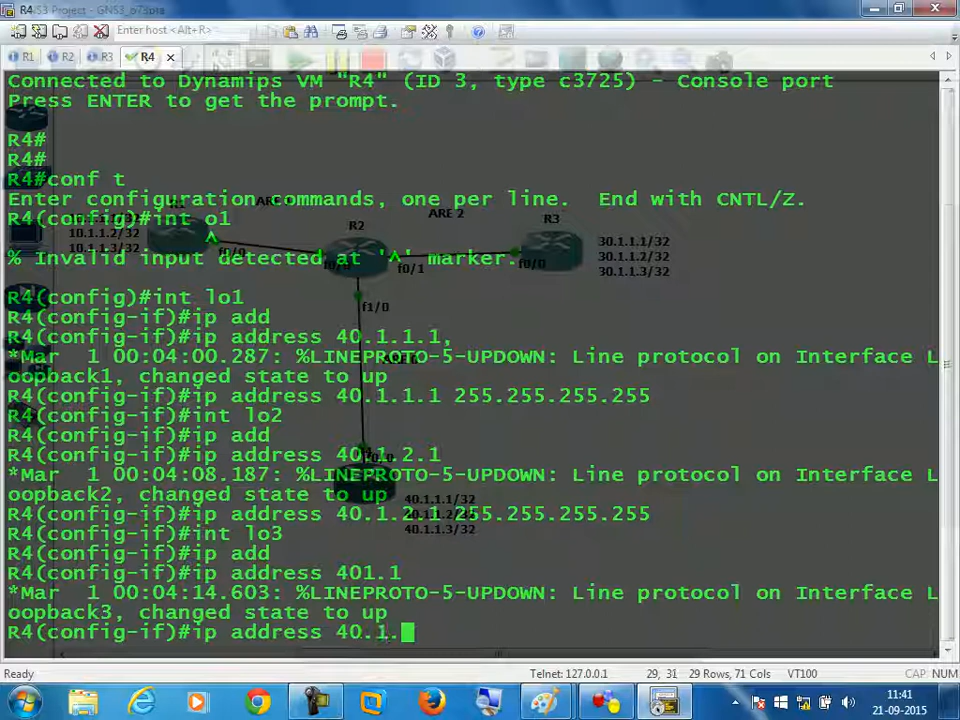 R4
Enter host <Alt+R>
R1 R2 R3 R4
Connected to Dynamips VM "R4" (ID 3, type c3725) - Console port
Press ENTER to get the prompt.
R4#
R4#
R4#conf t
Enter configuration commands, one per line.  End with CNTL/Z.
R4(config)#int o1
^
% Invalid input detected at '^' marker.
R4(config)#int lo1
R4(config-if)#ip add
R4(config-if)#ip address 40.1.1.1,
*Mar  1 00:04:00.287: %LINEPROTO-5-UPDOWN: Line protocol on Interface L
oopback1, changed state to up
R4(config-if)#ip address 40.1.1.1 255.255.255.255
R4(config-if)#int lo2
R4(config-if)#ip add
R4(config-if)#ip address 40.1.2.1
*Mar  1 00:04:08.187: %LINEPROTO-5-UPDOWN: Line protocol on Interface L
oopback2, changed state to up
R4(config-if)#ip address 40.1.2.1 255.255.255.255
R4(config-if)#int lo3
R4(config-if)#ip add
R4(config-if)#ip address 401.1
*Mar  1 00:04:14.603: %LINEPROTO-5-UPDOWN: Line protocol on Interface L
oopback3, changed state to up
R4(config-if)#ip address 40.1.
ARE 2
R2
R3
10.1.1.2/32
10.1.1.3/32
f0/1
f0/0
f1/0
30.1.1.1/32
30.1.1.2/32
30.1.1.3/32
40.1.1.1/32
40.1.1.2/32
40.1.1.3/32
Ready
Telnet: 127.0.0.1
29, 31
29 Rows, 71 Cols
VT100
CAP NUM
11:41
21-09-2015